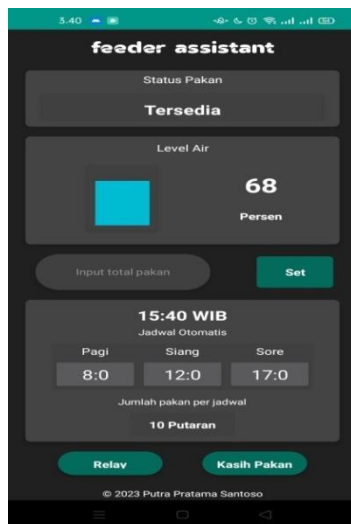 3.40
feeder assistant
Status Pakan
Tersedia
Level Air
68
Persen
Input total pakan
Set
15:40 WIB
Jadwal Otomatis
Pagi Siang Sore
8:0 12:0 17:0
Jumlah pakan per jadwal
10 Putaran
Relay Kasih Pakan
© 2023 Putra Pratama Santoso